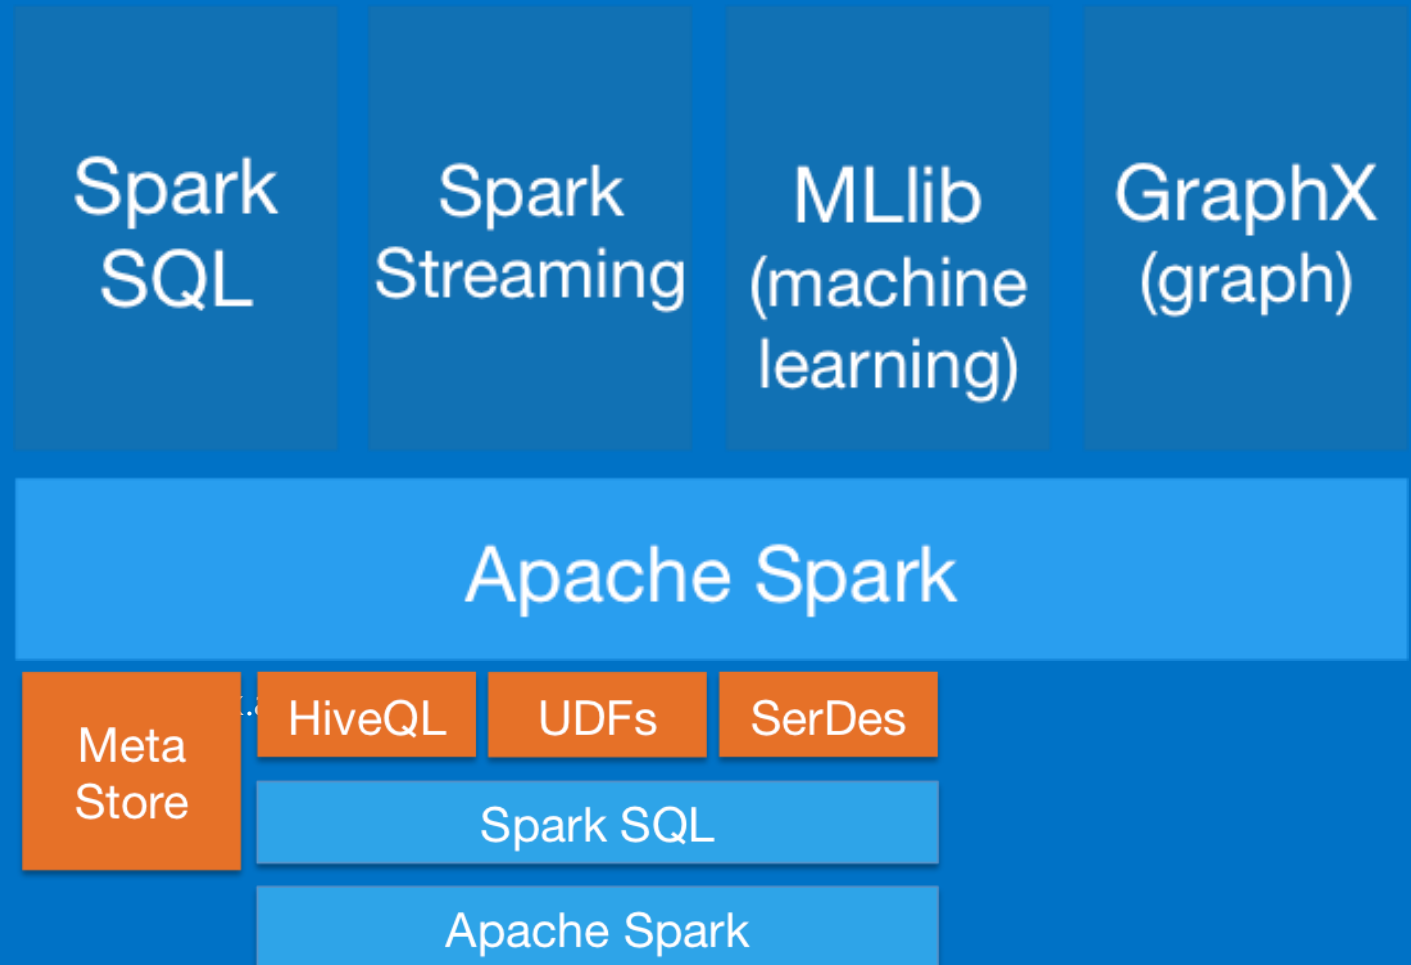 Spark
SQL
Spark
Streaming
MLlib
(machine
learning)
GraphX
(graph)
Apache Spark
Meta
Store
HiveQL
UDFs
SerDes
Spark SQL
Apache Spark